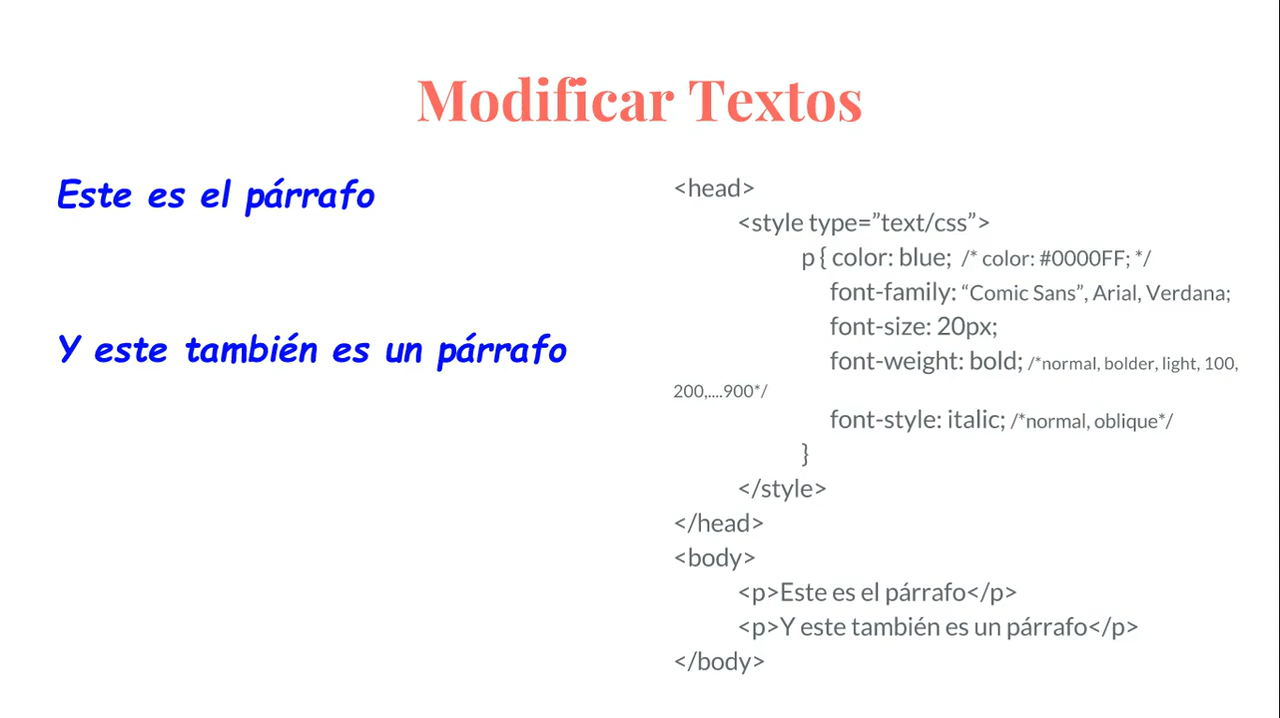 Modificar Textos
Este es el párrafo
Y este también es un párrafo
<head>
<style type=”text/css”>
p { color: blue; /* color: #0000FF; */
font-family: “Comic Sans”, Arial, Verdana;
font-size: 20px;
font-weight: bold; /*normal, bolder, light, 100,
200,....900*/
font-style: italic; /*normal, oblique*/
}
</style>
</head>
<body>
<p>Este es el párrafo</p>
<p>Y este también es un párrafo</p>
</body>